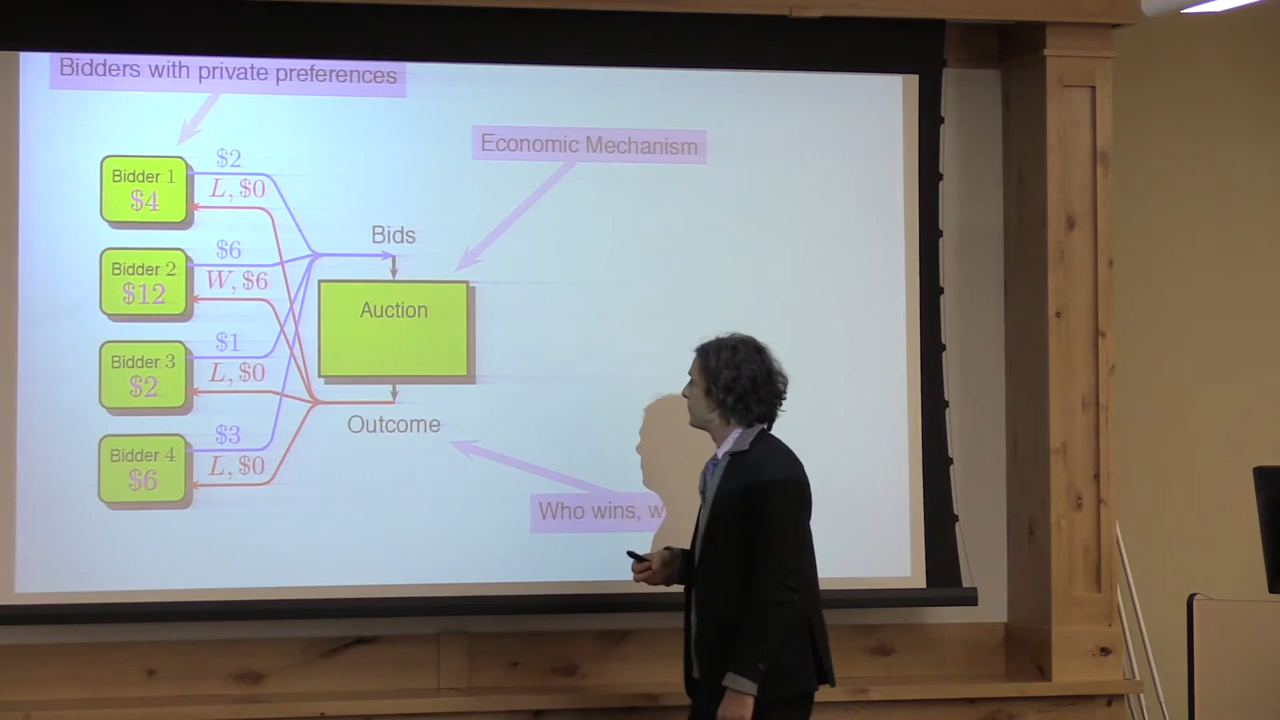 Bidders with private preferences
Economic Mechanism
Bidder 1
$4
$2
L, $0
Bidder 2
$12
$6
W, $6
Bidder 3
$2
$1
L, $0
Bidder 4
$6
$3
L, $0
Bids
Auction
Outcome
Who wins,